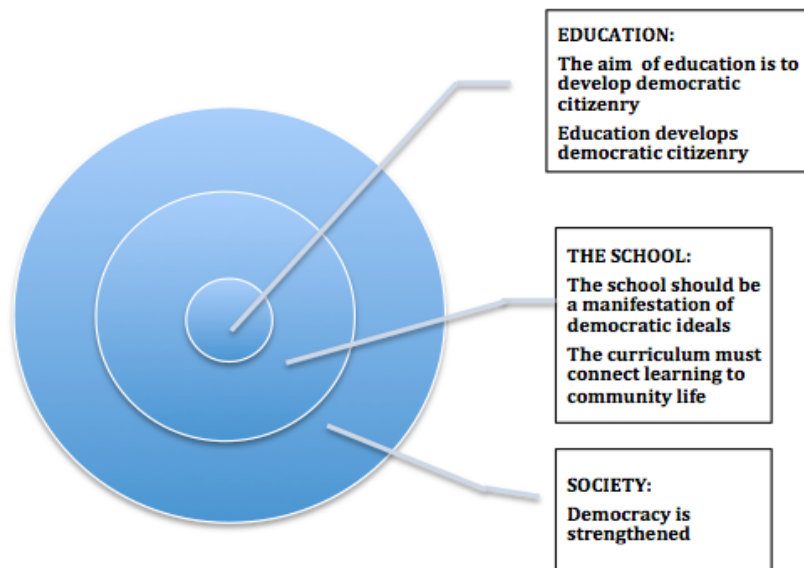 EDUCATION:
The aim of education is to
develop democratic
citizenry
Education develops
democratic citizenry
THE SCHOOL:
The school should be
a manifestation of
democratic ideals
The curriculum must
connect learning to
community life
SOCIETY:
Democracy is
strengthened